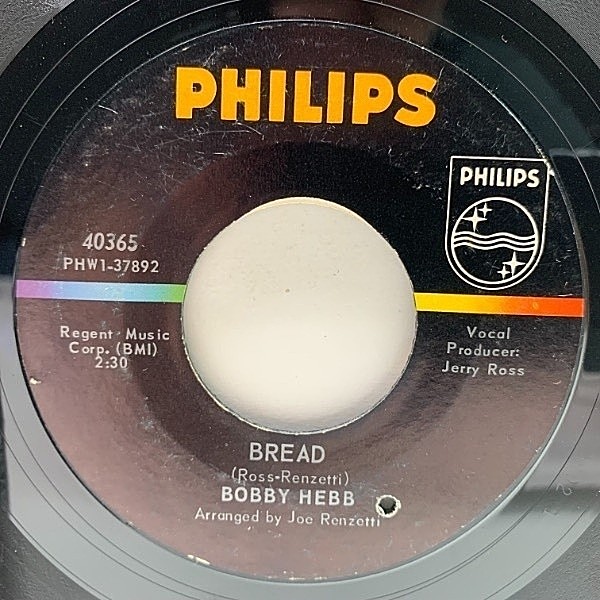 PHILIPS
PHILIPS
40365
PHW1-37892
Regent Music
Corp. (BMI)
2:30
Vocal
Producer:
Jerry Ross
BREAD
(Ross-Renzetti)
BOBBY HEBB
Arranged by Joe Renzetti